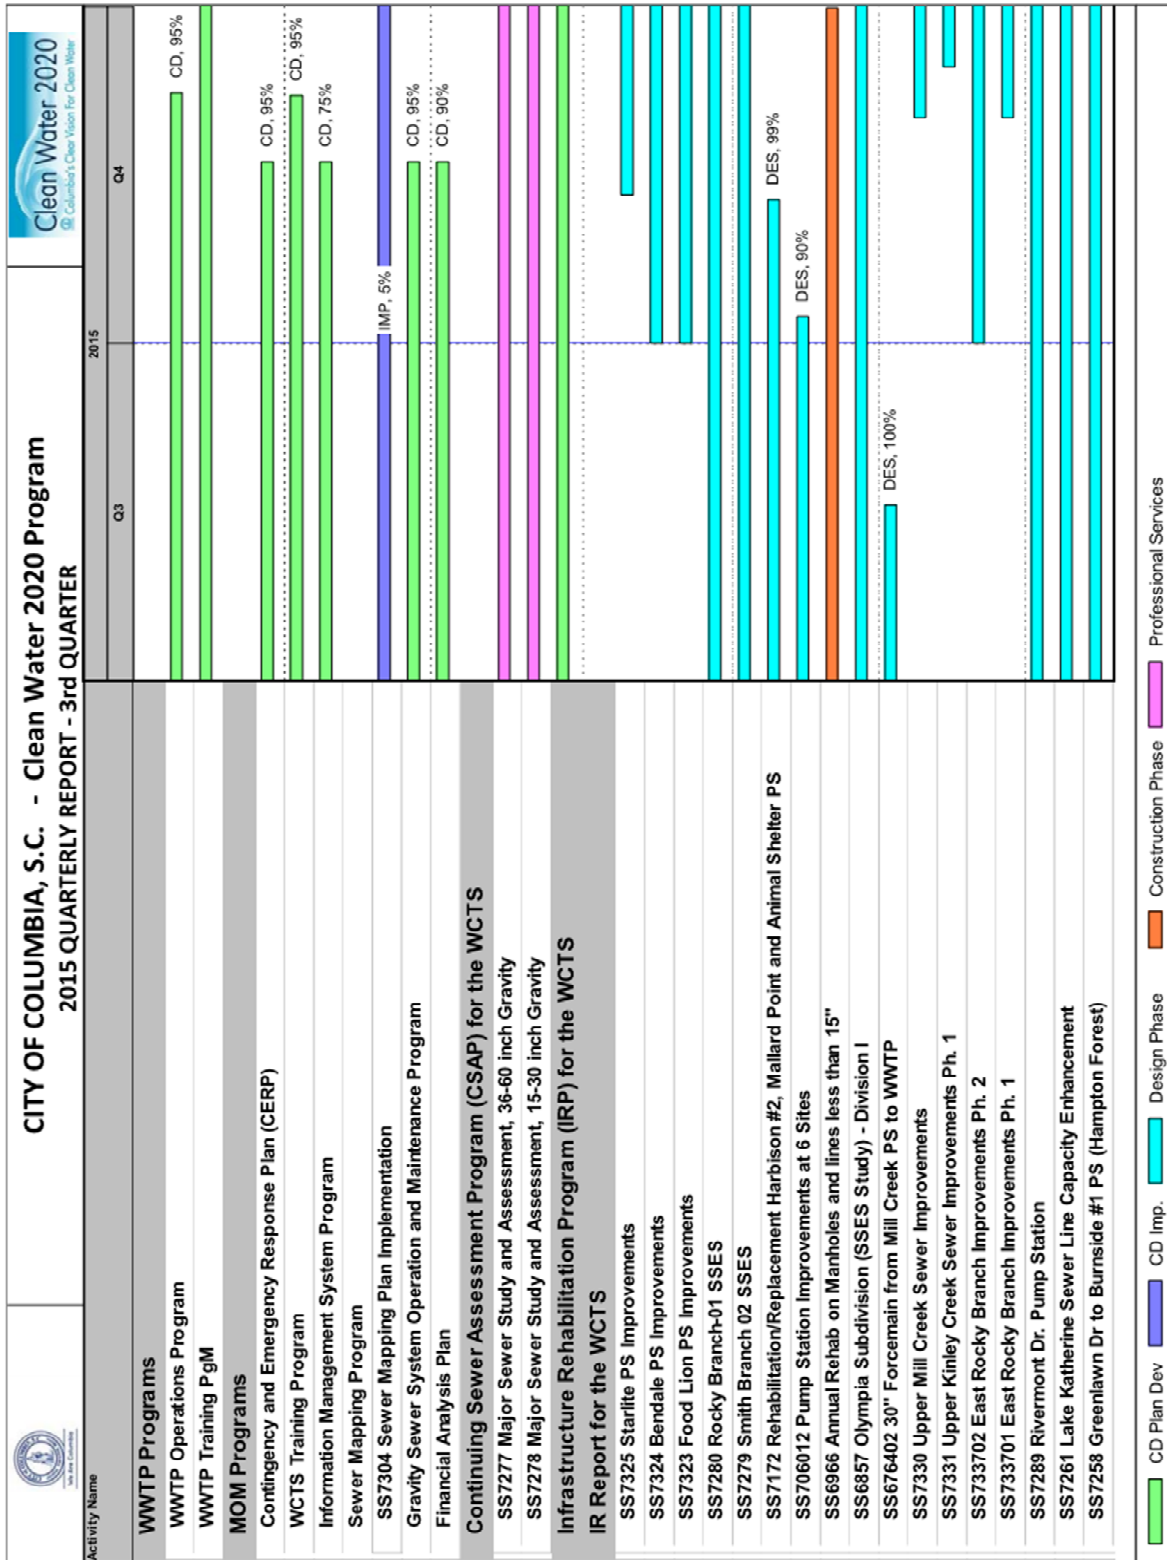 CITY OF COLUMBIA, S.C. - Clean Water 2020 Program
2015 QUARTERLY REPORT - 3rd QUARTER
Clean Water 2020
Columbia's Clear Vision For Clean Water
We Are Columbia
Activity Name
2015
Q3 Q4
WWTP Programs
WWTP Operations Program CD, 95%
WWTP Training PgM
MOM Programs
Contingency and Emergency Response Plan (CERP) CD, 95%
WCTS Training Program CD, 95%
Information Management System Program CD, 75%
Sewer Mapping Program
SS7304 Sewer Mapping Plan Implementation IMP, 5%
Gravity Sewer System Operation and Maintenance Program CD, 95%
Financial Analysis Plan CD, 90%
Continuing Sewer Assessment Program (CSAP) for the WCTS
SS7277 Major Sewer Study and Assessment, 36-60 inch Gravity
SS7278 Major Sewer Study and Assessment, 15-30 inch Gravity
Infrastructure Rehabilitation Program (IRP) for the WCTS
IR Report for the WCTS
SS7325 Starlite PS Improvements
SS7324 Bendale PS Improvements
SS7323 Food Lion PS Improvements
SS7280 Rocky Branch-01 SSES
SS7279 Smith Branch 02 SSES
SS7172 Rehabilitation/Replacement Harbison #2, Mallard Point and Animal Shelter PS DES, 99%
SS706012 Pump Station Improvements at 6 Sites DES, 90%
SS6966 Annual Rehab on Manholes and lines less than 15"
SS6857 Olympia Subdivision (SSES Study) - Division I
SS676402 30" Forcemain from Mill Creek PS to WWTP DES, 100%
SS7330 Upper Mill Creek Sewer Improvements
SS7331 Upper Kinley Creek Sewer Improvements Ph. 1
SS733702 East Rocky Branch Improvements Ph. 2
SS733701 East Rocky Branch Improvements Ph. 1
SS7289 Rivermont Dr. Pump Station
SS7261 Lake Katherine Sewer Line Capacity Enhancement
SS7258 Greenlawn Dr to Burnside #1 PS (Hampton Forest)
CD Plan Dev CD Imp. Design Phase Construction Phase Professional Services